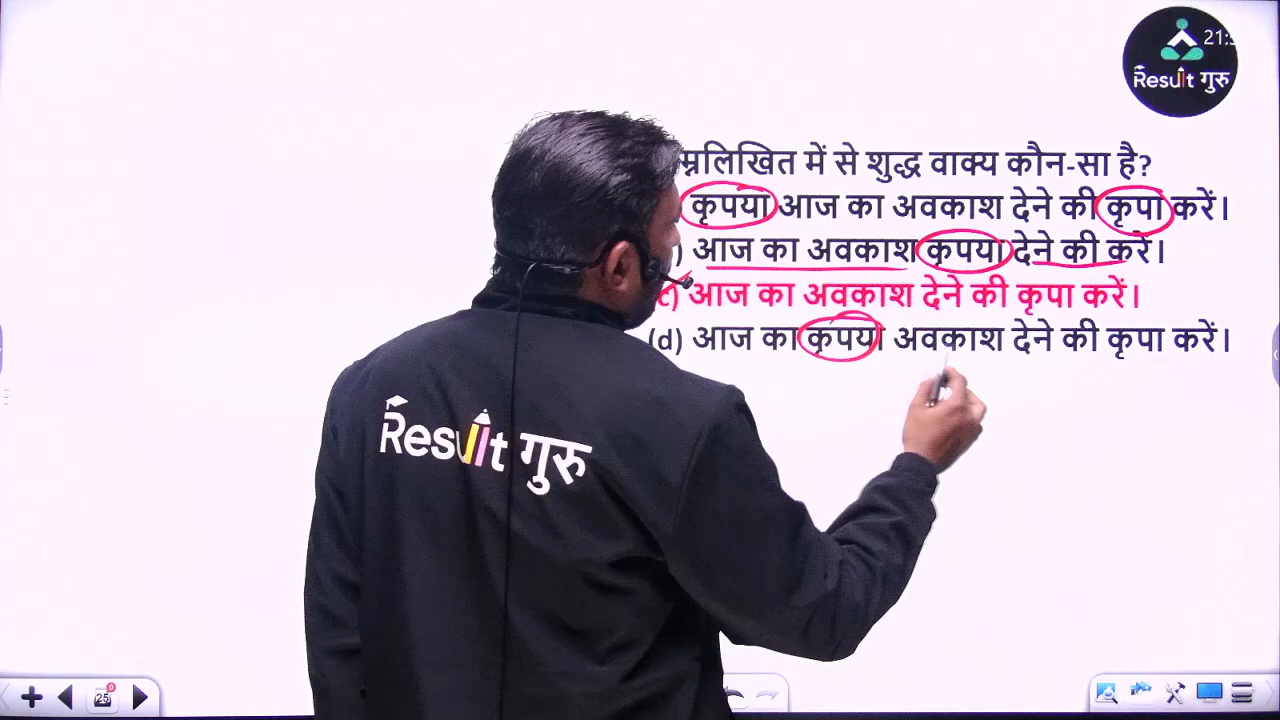 21:
Result गुरु
म्नलिखित में से शुद्ध वाक्य कौन-सा है?
कृपया आज का अवकाश देने की कृपा करें।
) आज का अवकाश कृपया देने की करें।
c) आज का अवकाश देने की कृपा करें।
(d) आज का कृपया अवकाश देने की कृपा करें।
Result गुरु
25